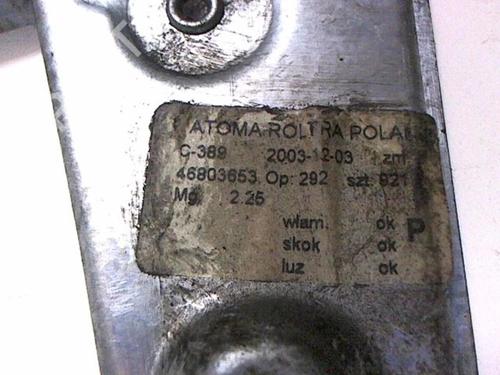 ATOMA-ROLTRA POLA
C-389 2003-12-03 zm
46803653 Op: 292 szt: 921
Mg. 2.25
włam. ok P
skok ok
luz ok